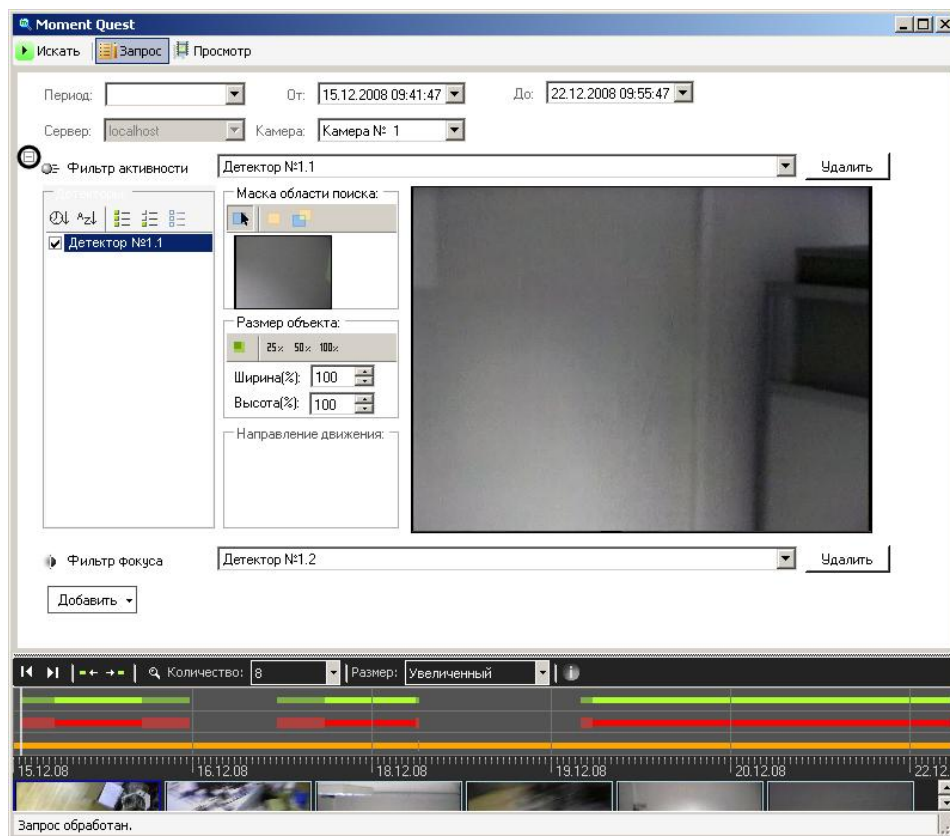 Moment Quest
Искать Запрос Просмотр
Период: От: 15.12.2008 09:41:47 До: 22.12.2008 09:55:47
Сервер: localhost Камера: Камера № 1
Фильтр активности Детектор №1.1 Удалить
Детекторы: Маска области поиска:
Детектор №1.1
Размер объекта:
25% 50% 100%
Ширина(%): 100
Высота(%): 100
Направление движения:
Фильтр фокуса Детектор №1.2 Удалить
Добавить
Количество: 8 Размер: Увеличенный
15.12.08 16.12.08 18.12.08 19.12.08 20.12.08 22.12.
Запрос обработан.